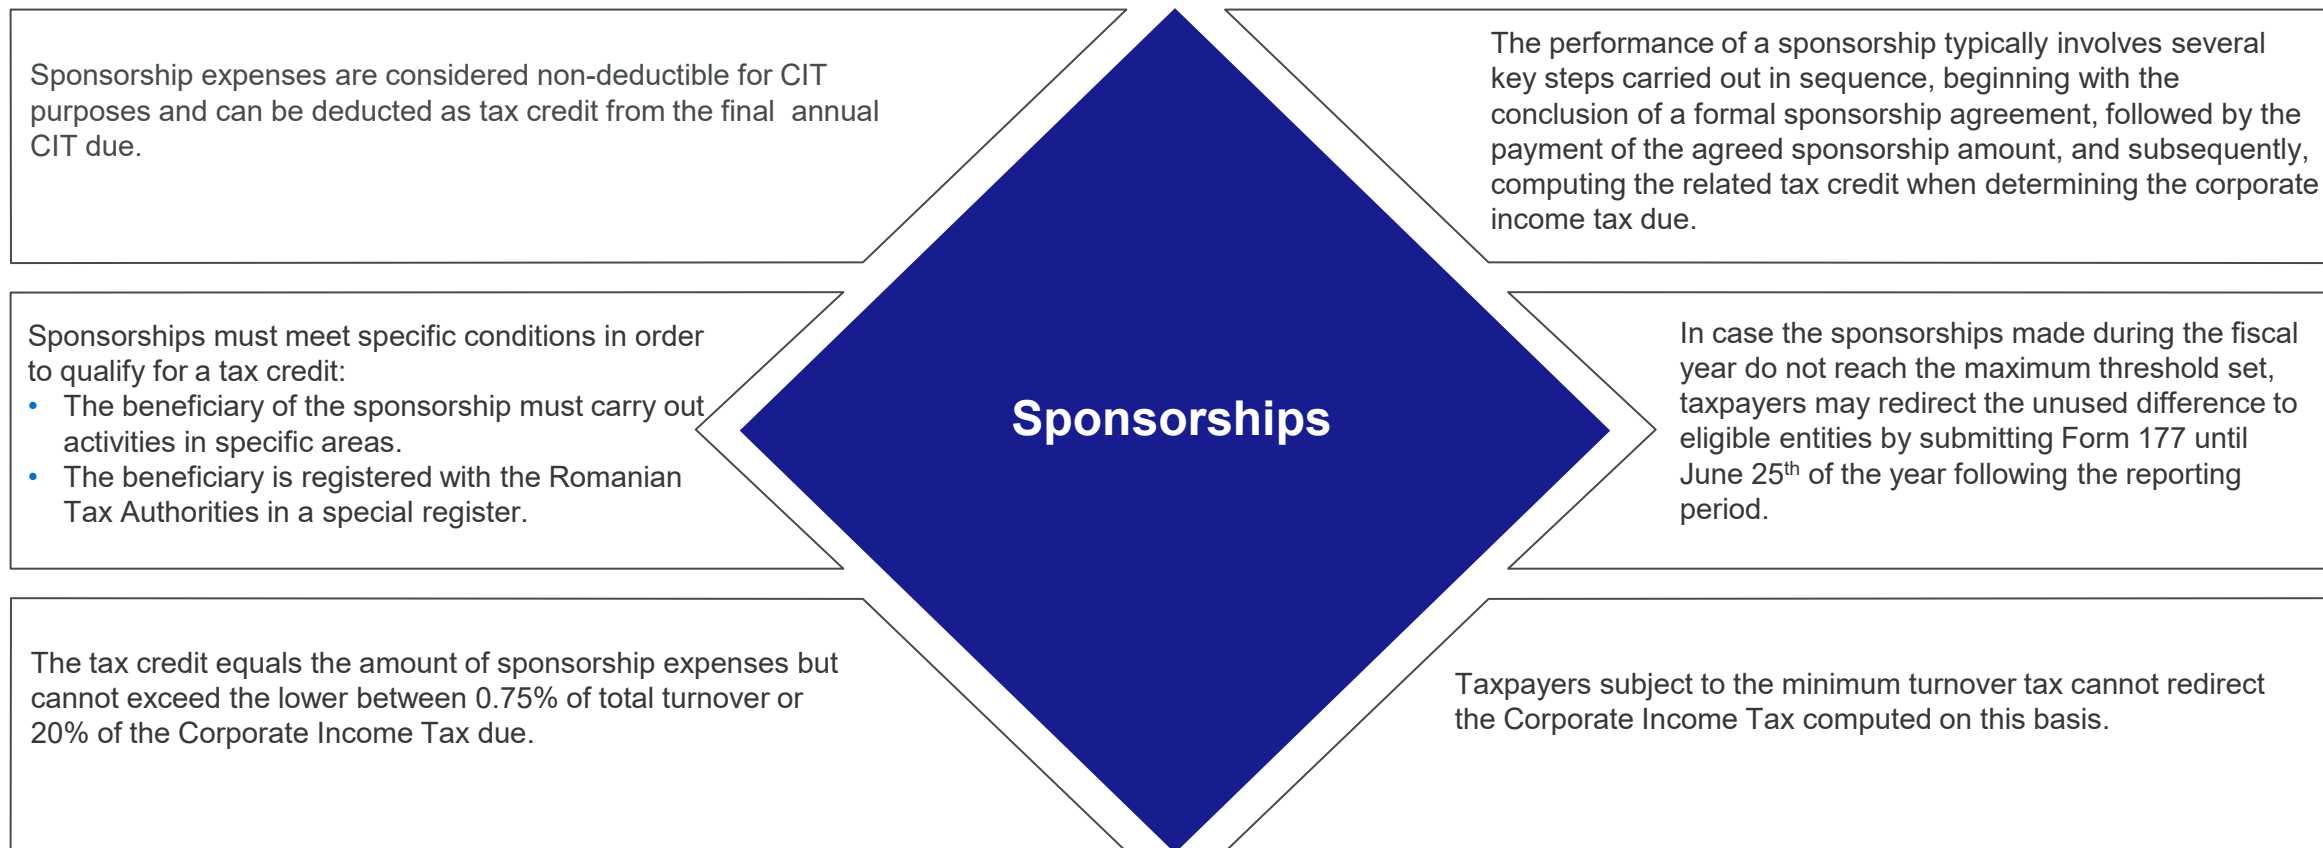 Sponsorship expenses are considered non-deductible for CIT
purposes and can be deducted as tax credit from the final annual
CIT due.
Sponsorships must meet specific conditions in order
to qualify for a tax credit:
• The beneficiary of the sponsorship must carry out
activities in specific areas.
• The beneficiary is registered with the Romanian
Tax Authorities in a special register.
The tax credit equals the amount of sponsorship expenses but
cannot exceed the lower between 0.75% of total turnover or
20% of the Corporate Income Tax due.
Sponsorships
The performance of a sponsorship typically involves several
key steps carried out in sequence, beginning with the
conclusion of a formal sponsorship agreement, followed by the
payment of the agreed sponsorship amount, and subsequently,
computing the related tax credit when determining the corporate
income tax due.
In case the sponsorships made during the fiscal
year do not reach the maximum threshold set,
taxpayers may redirect the unused difference to
eligible entities by submitting Form 177 until
June 25th of the year following the reporting
period.
Taxpayers subject to the minimum turnover tax cannot redirect
the Corporate Income Tax computed on this basis.